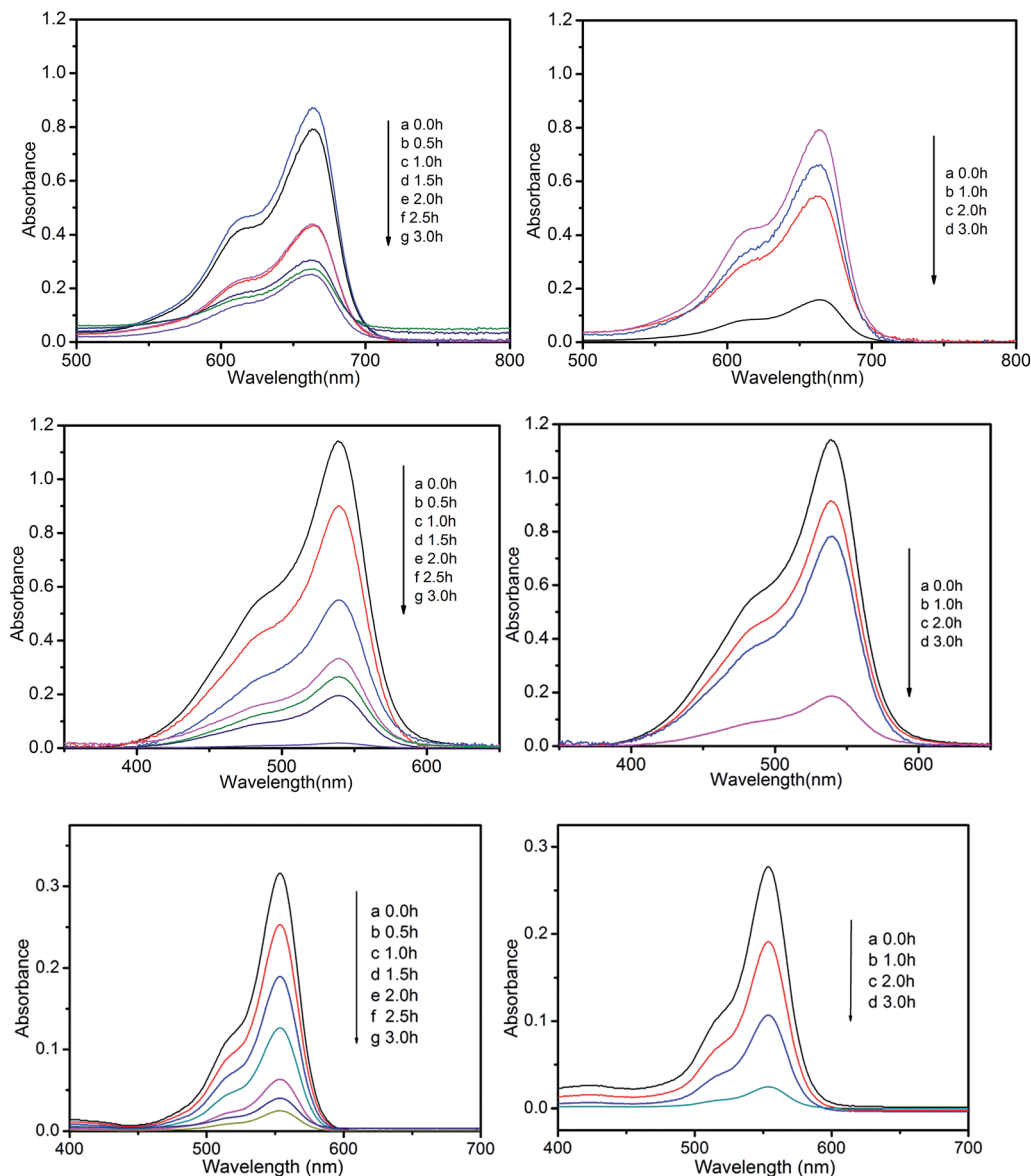 1.2
1.0
0.8
0.6
0.4
0.2
0.0
Absorbance
500
600
700
800
Wavelength(nm)
a 0.0h
b 0.5h
c 1.0h
d 1.5h
e 2.0h
f 2.5h
g 3.0h
1.2
1.0
0.8
0.6
0.4
0.2
0.0
Absorbance
500
600
700
800
Wavelength(nm)
a 0.0h
b 1.0h
c 2.0h
d 3.0h
1.2
1.0
0.8
0.6
0.4
0.2
0.0
Absorbance
400
500
600
Wavelength(nm)
a 0.0h
b 0.5h
c 1.0h
d 1.5h
e 2.0h
f 2.5h
g 3.0h
1.2
1.0
0.8
0.6
0.4
0.2
0.0
Absorbance
400
500
600
Wavelength(nm)
a 0.0h
b 1.0h
c 2.0h
d 3.0h
0.3
0.2
0.1
0.0
Absorbance
400
500
600
700
Wavelength (nm)
a 0.0h
b 0.5h
c 1.0h
d 1.5h
e 2.0h
f 2.5h
g 3.0h
0.3
0.2
0.1
0.0
Absorbance
400
500
600
700
Wavelength (nm)
a 0.0h
b 1.0h
c 2.0h
d 3.0h